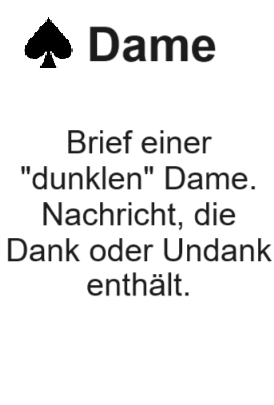 ♠ Dame
Brief einer
"dunklen" Dame.
Nachricht, die
Dank oder Undank
enthält.